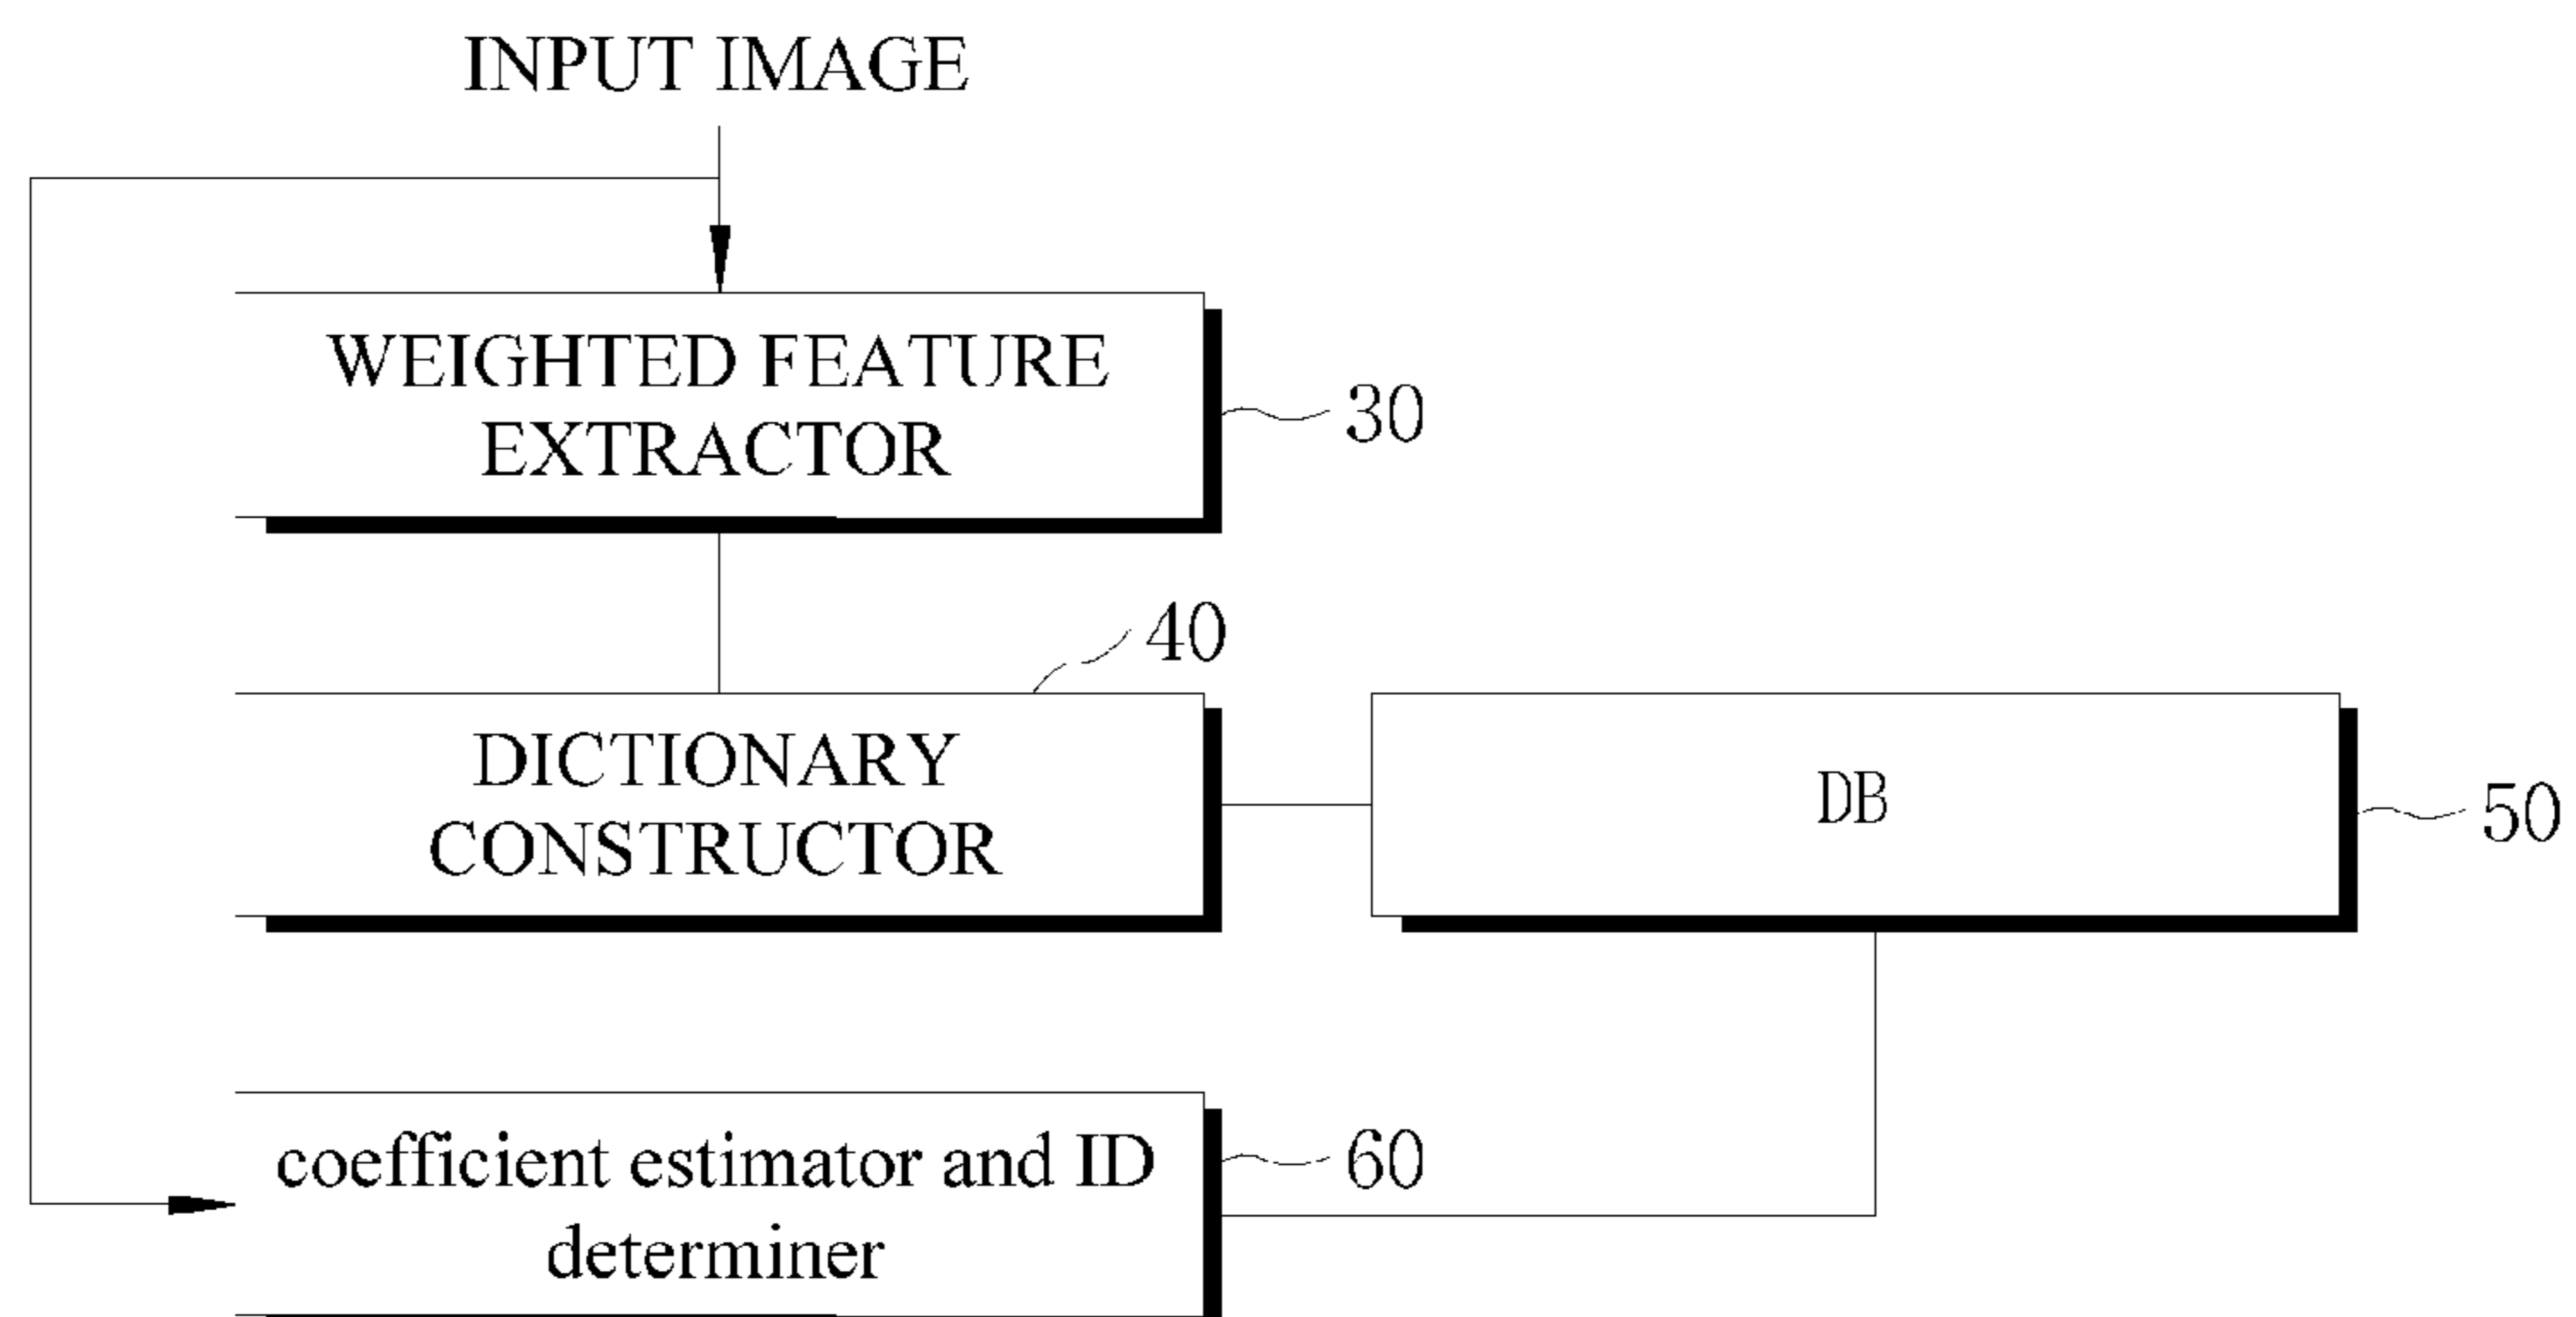 INPUT IMAGE
WEIGHTED FEATURE
EXTRACTOR
30
40
DICTIONARY
CONSTRUCTOR
DB
50
coefficient estimator and ID
determiner
60